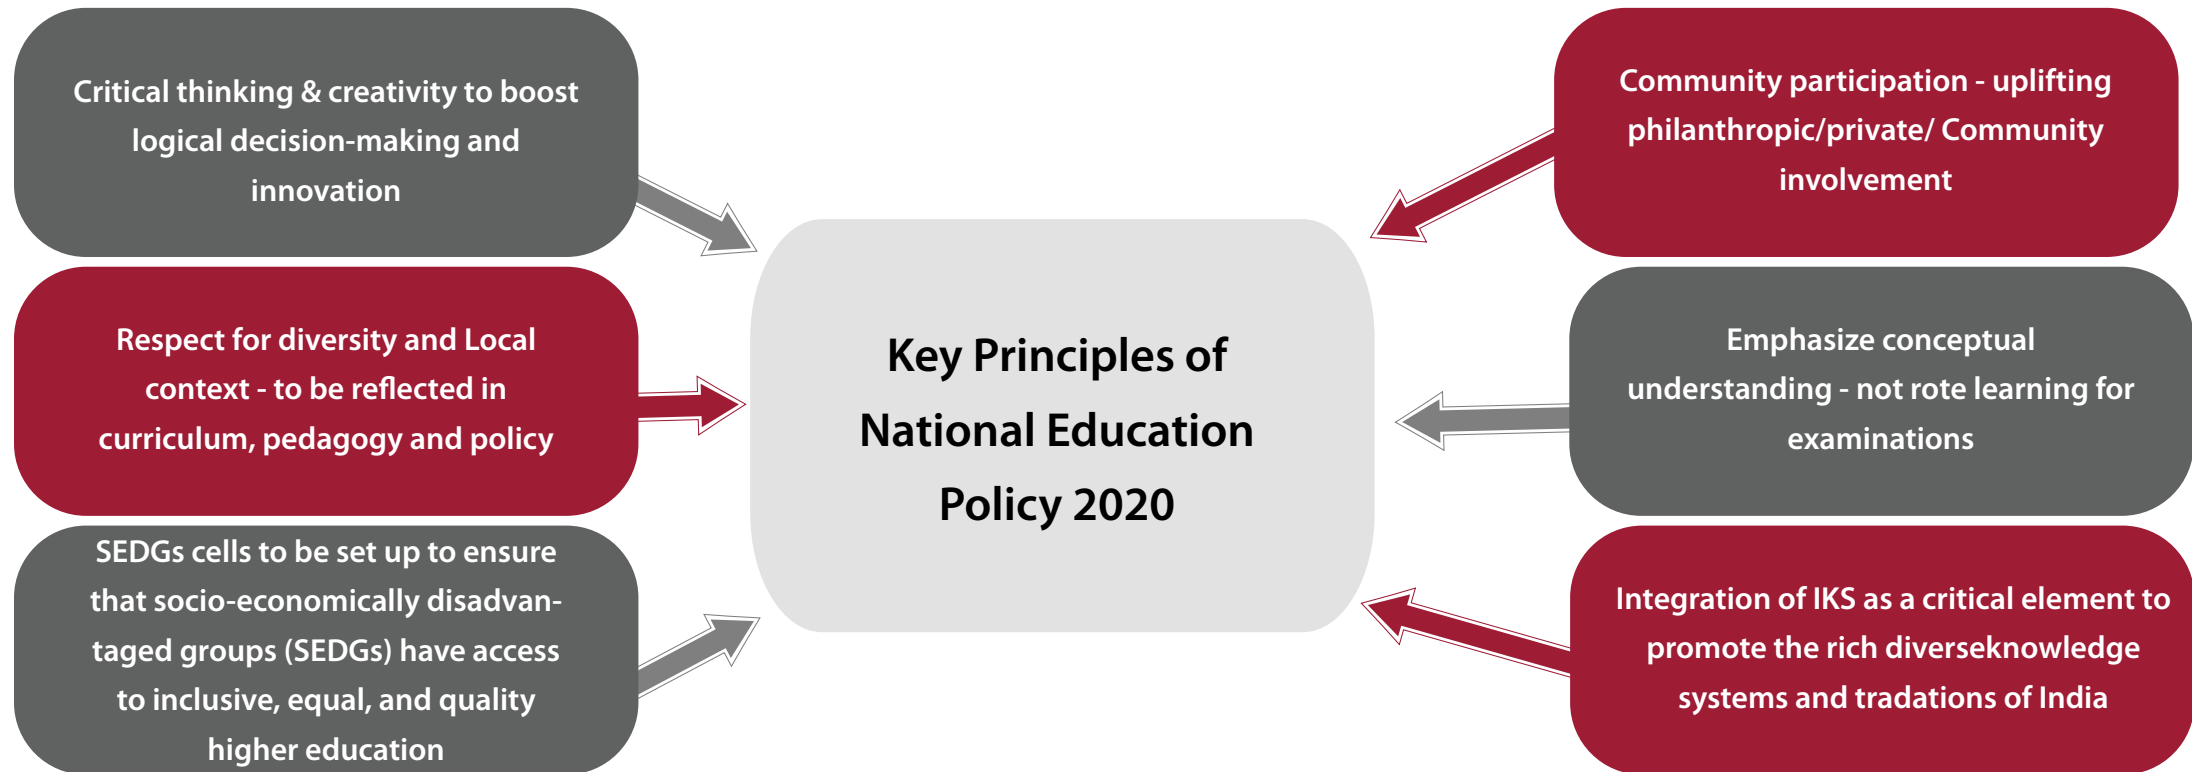 Critical thinking & creativity to boost
logical decision-making and
innovation
Respect for diversity and Local
context - to be reflected in
curriculum, pedagogy and policy
SEDGs cells to be set up to ensure
that socio-economically disadvan-
taged groups (SEDGs) have access
to inclusive, equal, and quality
higher education
Key Principles of
National Education
Policy 2020
Community participation - uplifting
philanthropic/private/ Community
involvement
Emphasize conceptual
understanding - not rote learning for
examinations
Integration of IKS as a critical element to
promote the rich diverseknowledge
systems and tradations of India